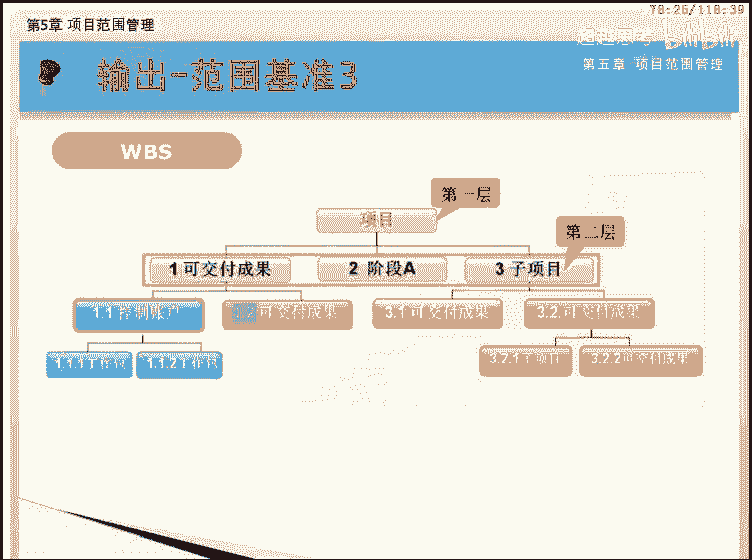 78:26/118:39
第5章 项目范围管理
超越思考 bilibili
输出-范围基准3
第五章 项目范围管理
WBS
第一层
项目
第二层
1 可交付成果
2 阶段A
3 子项目
1.1 控制账户
1.2 可交付成果
3.1 可交付成果
3.2 可交付成果
1.1.1工作包
1.1.2工作包
3.2.1子项目
3.2.2可交付成果